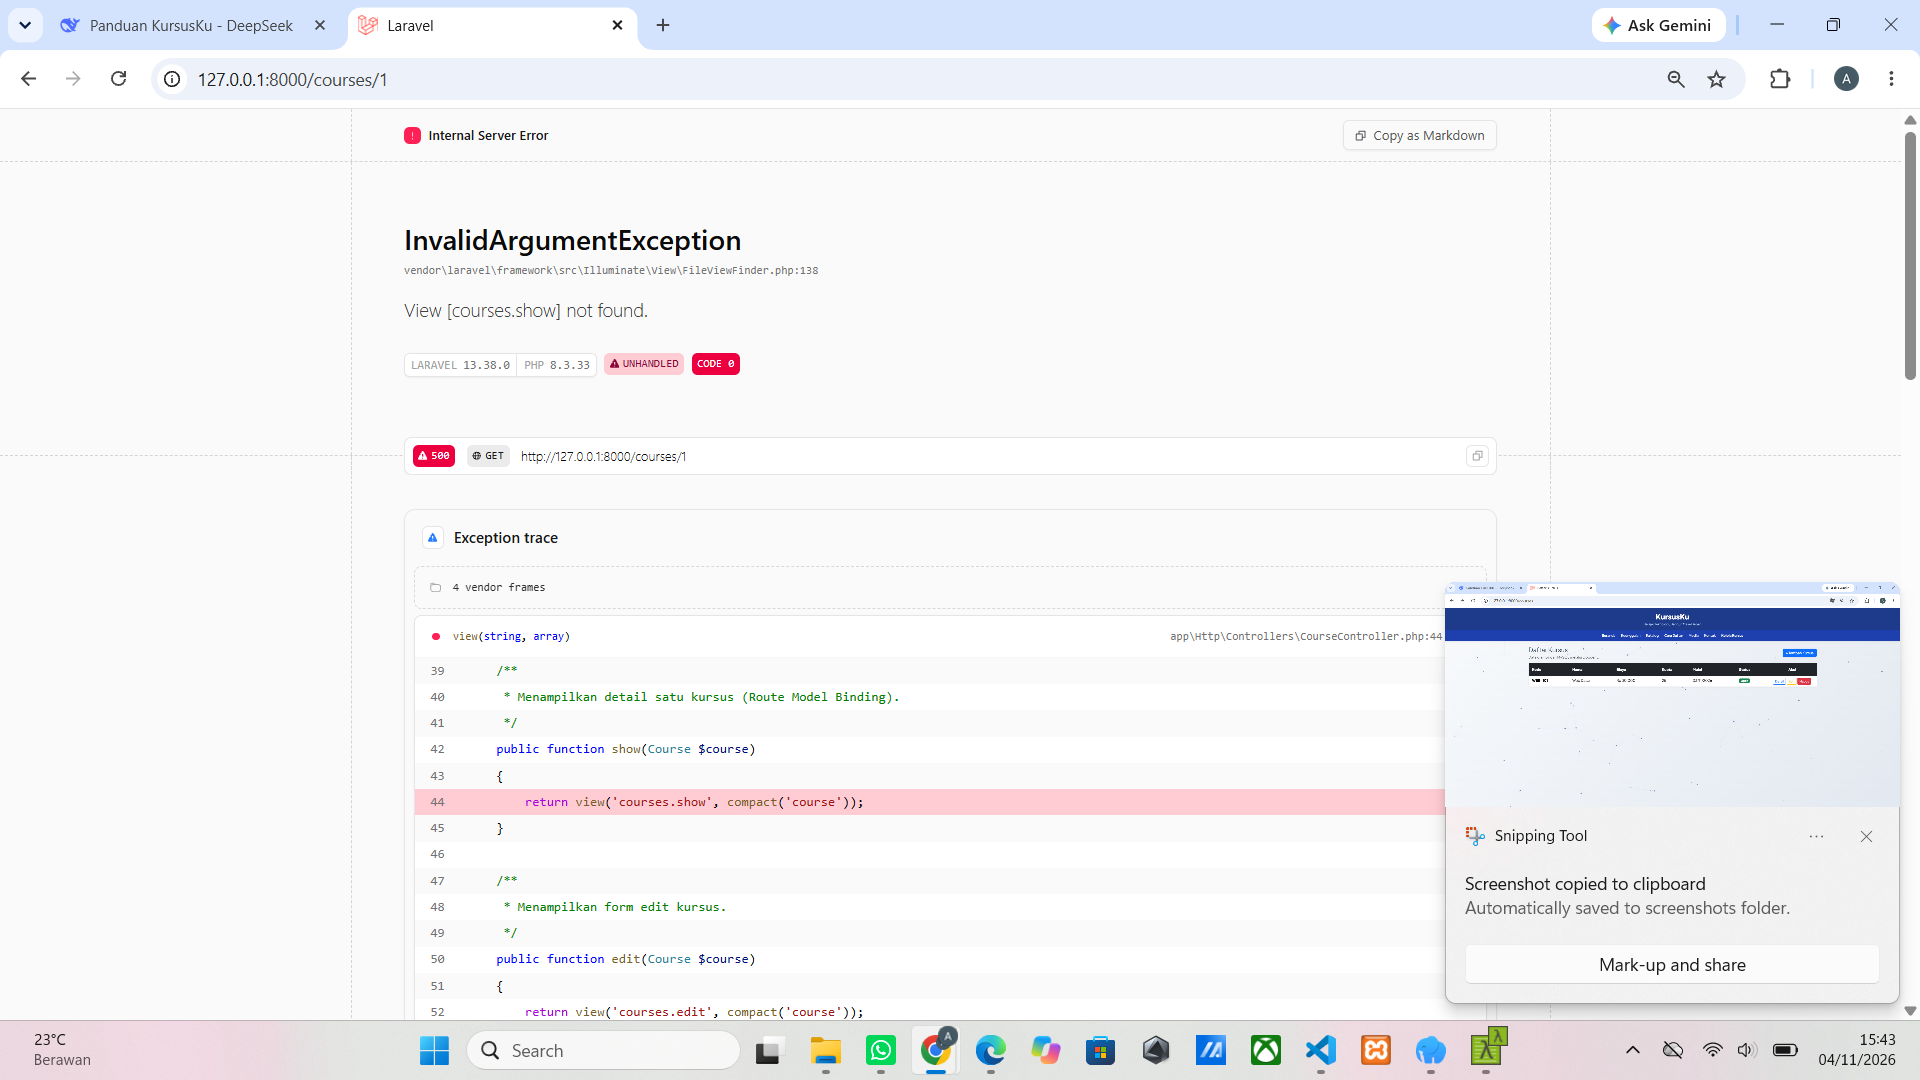 Panduan KursusKu - DeepSeek
Laravel
Ask Gemini
127.0.0.1:8000/courses/1
A
Internal Server Error
Copy as Markdown
InvalidArgumentException
vendor\laravel\framework\src\Illuminate\View\FileViewFinder.php:138
View [courses.show] not found.
LARAVEL 13.38.0 PHP 8.3.33 UNHANDLED CODE 0
500 GET http://127.0.0.1:8000/courses/1
Exception trace
4 vendor frames
view(string, array) app\Http\Controllers\CourseController.php:44
39 /**
40 * Menampilkan detail satu kursus (Route Model Binding).
41 */
42 public function show(Course $course)
43 {
44 return view('courses.show', compact('course'));
45 }
46
47 /**
48 * Menampilkan form edit kursus.
49 */
50 public function edit(Course $course)
51 {
52 return view('courses.edit', compact('course'));
KursusKu
Daftar Kursus
Snipping Tool
Screenshot copied to clipboard
Automatically saved to screenshots folder.
Mark-up and share
23°C
Berawan
Search
A
15:43
04/11/2026